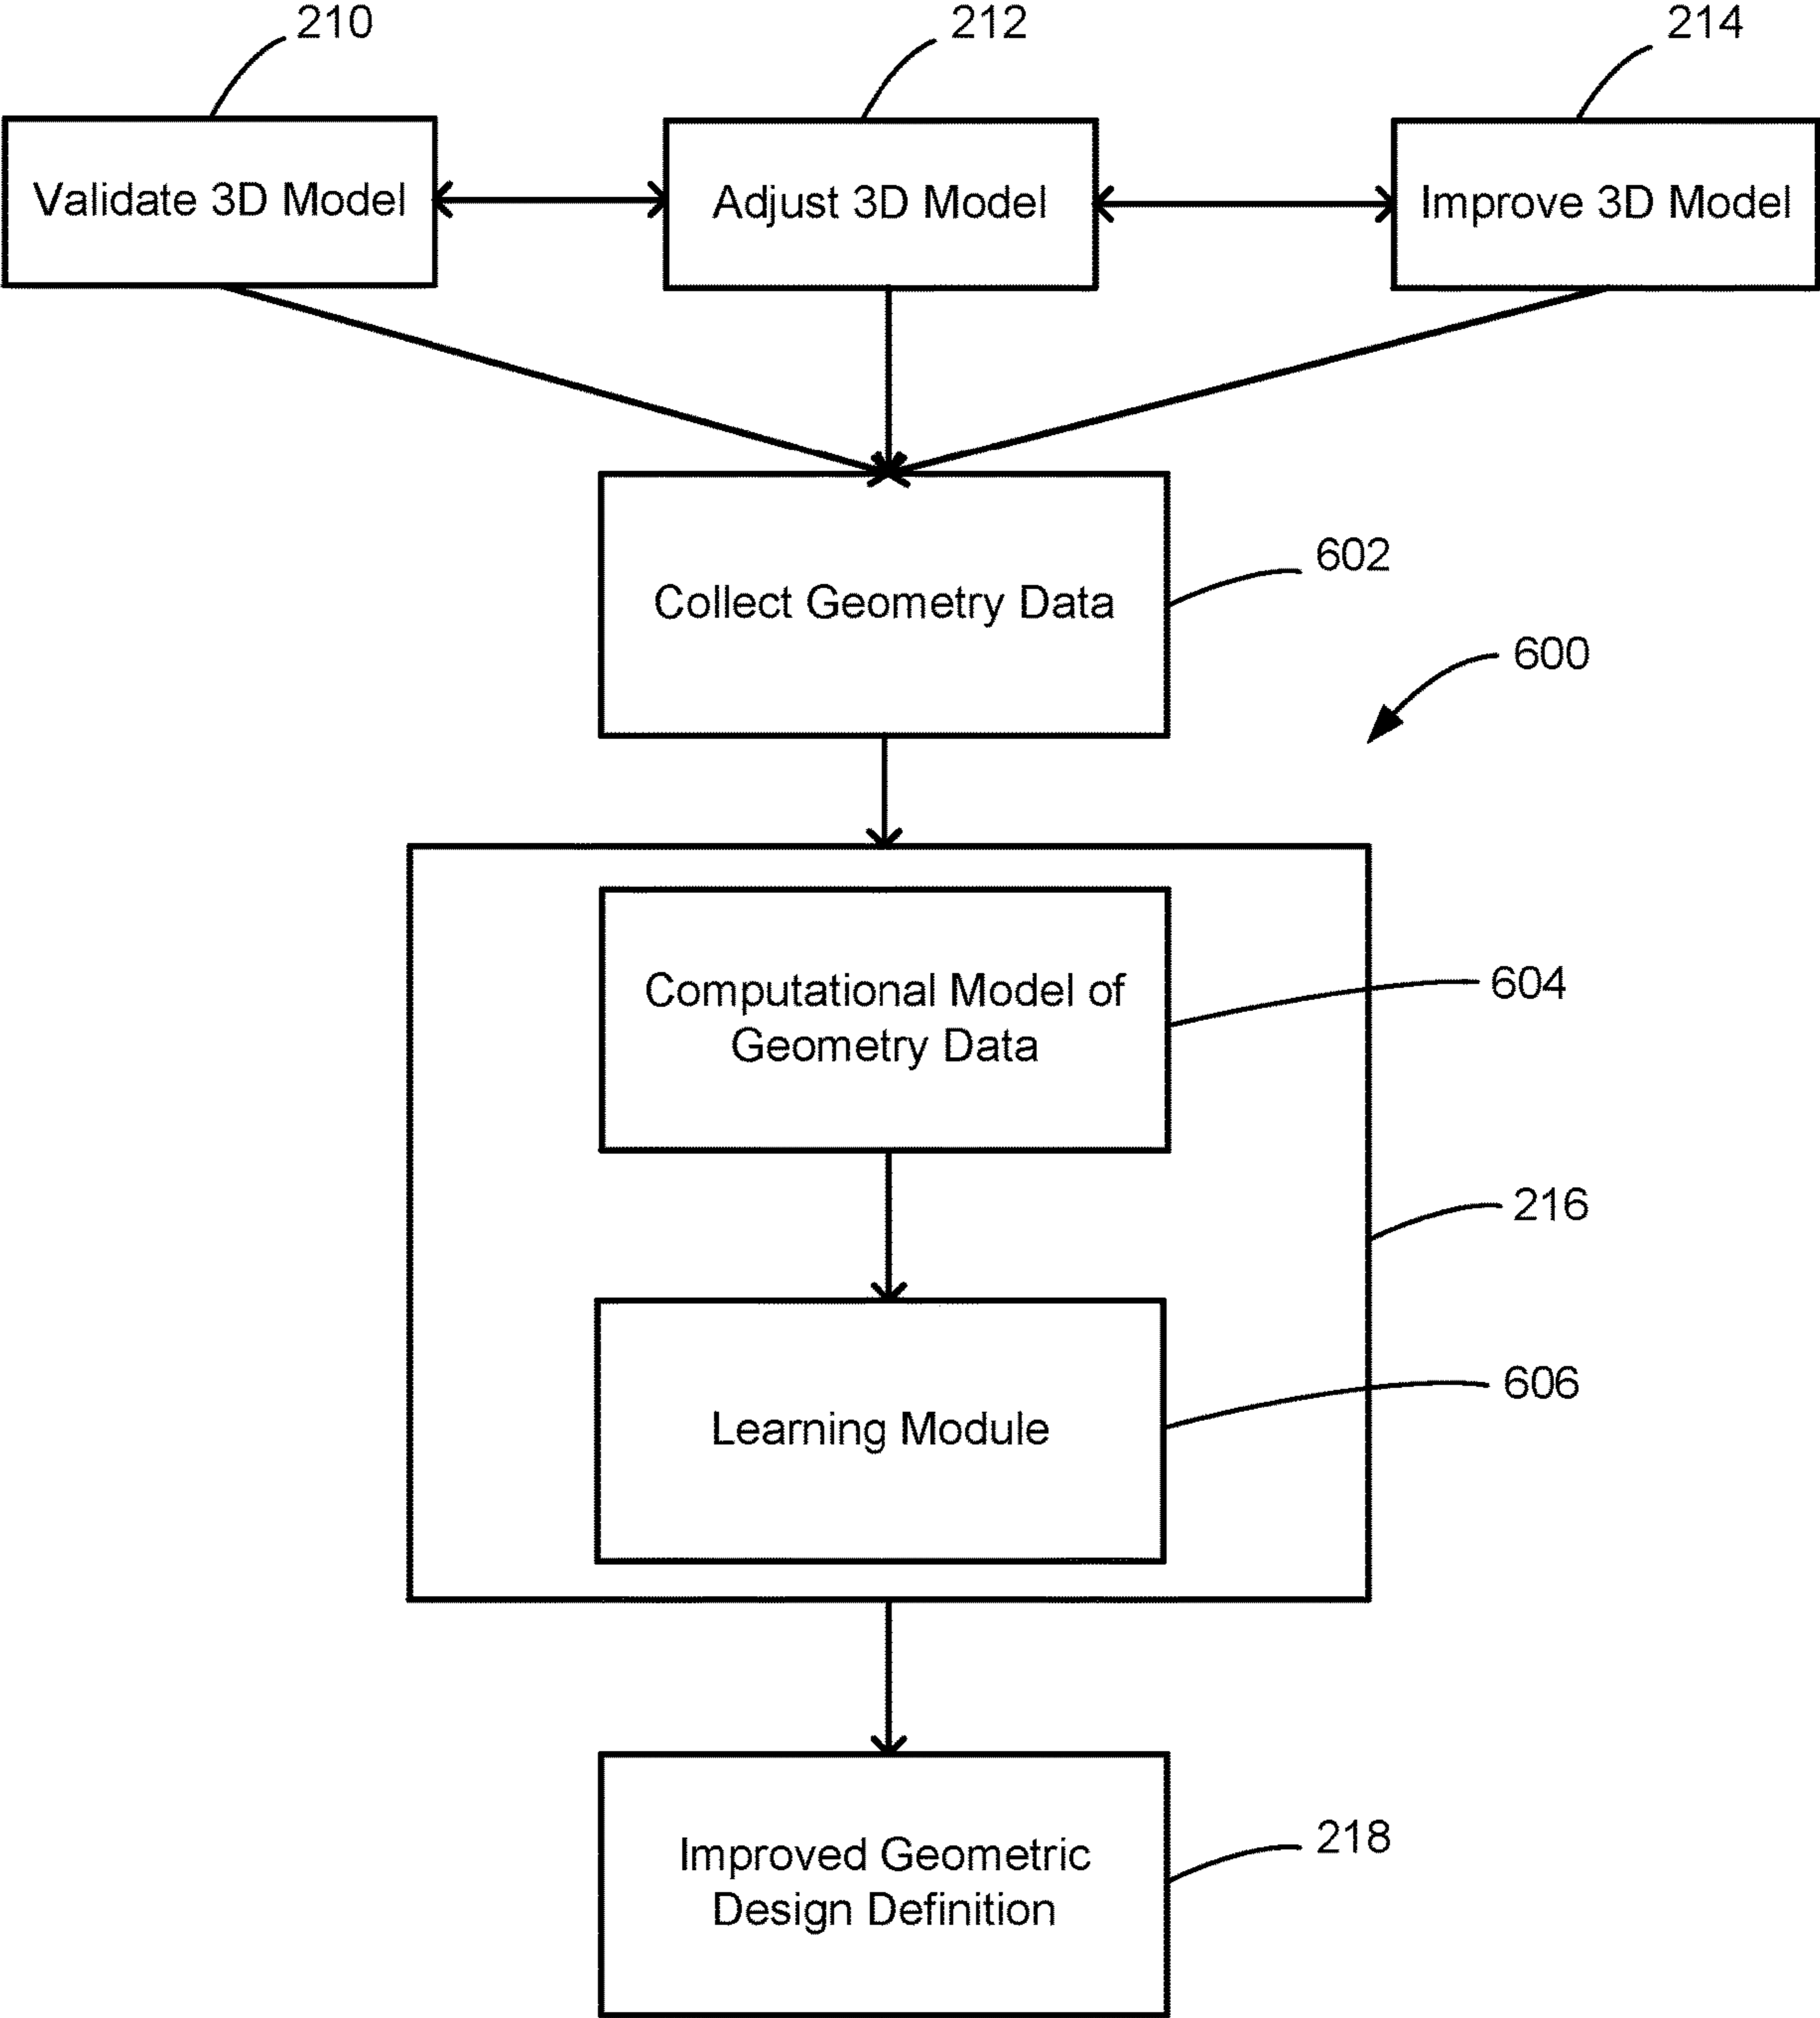 210
212
214
Validate 3D Model
Adjust 3D Model
Improve 3D Model
602
Collect Geometry Data
600
Computational Model of
Geometry Data
604
216
606
Learning Module
218
Improved Geometric
Design Definition